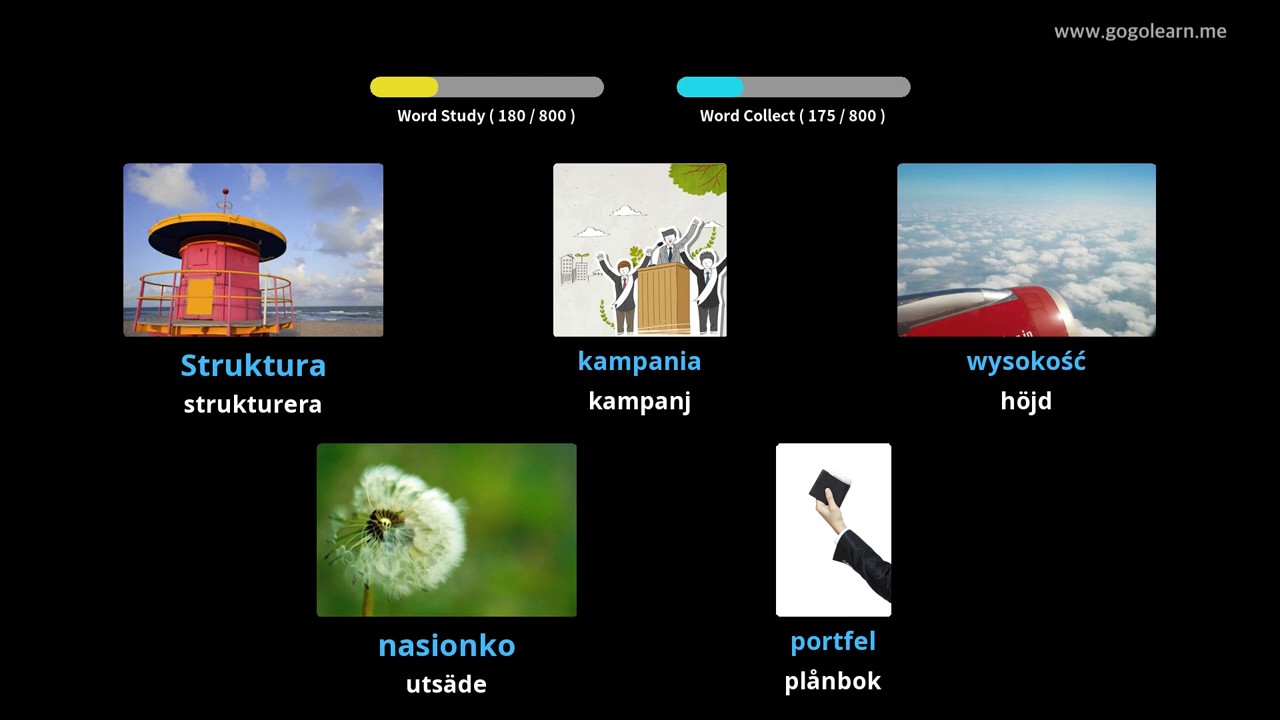 www.gogolearn.me
Word Study ( 180 / 800 )
Word Collect ( 175 / 800 )
Struktura
strukturera
kampania
kampanj
wysokość
höjd
nasionko
utsäde
portfel
plånbok